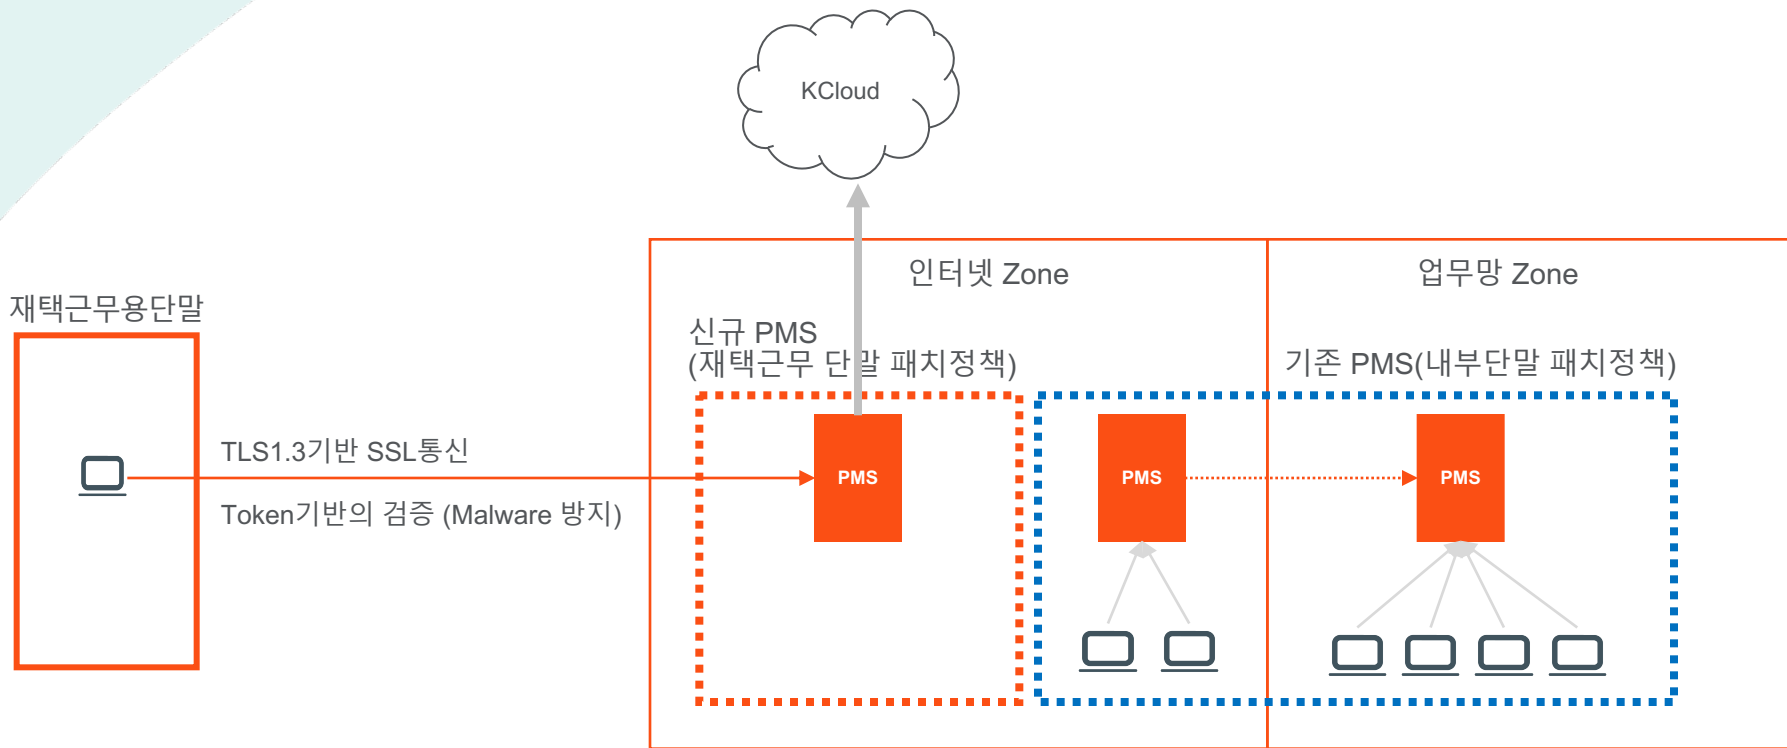 KCloud
인터넷 Zone
업무망 Zone
재택근무용단말
신규 PMS
(재택근무 단말 패치정책)
기존 PMS(내부단말 패치정책)
TLS1.3기반 SSL통신
Token기반의 검증 (Malware 방지)
PMS
PMS
PMS